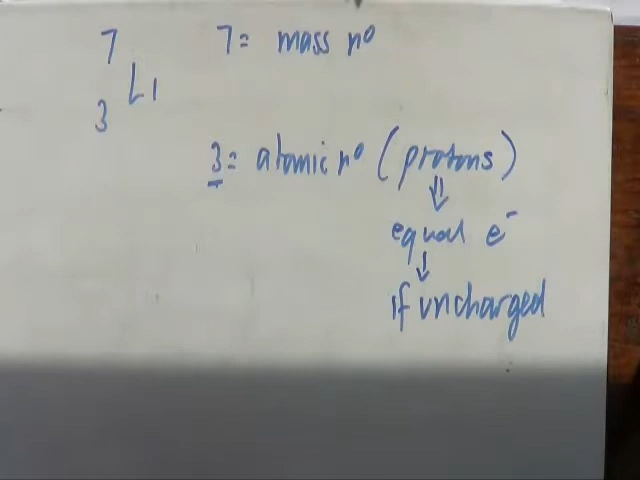 7 7 = mass nº
Li
3
3 = atomic nº (protons)
⇓
equal e⁻
↓
if uncharged